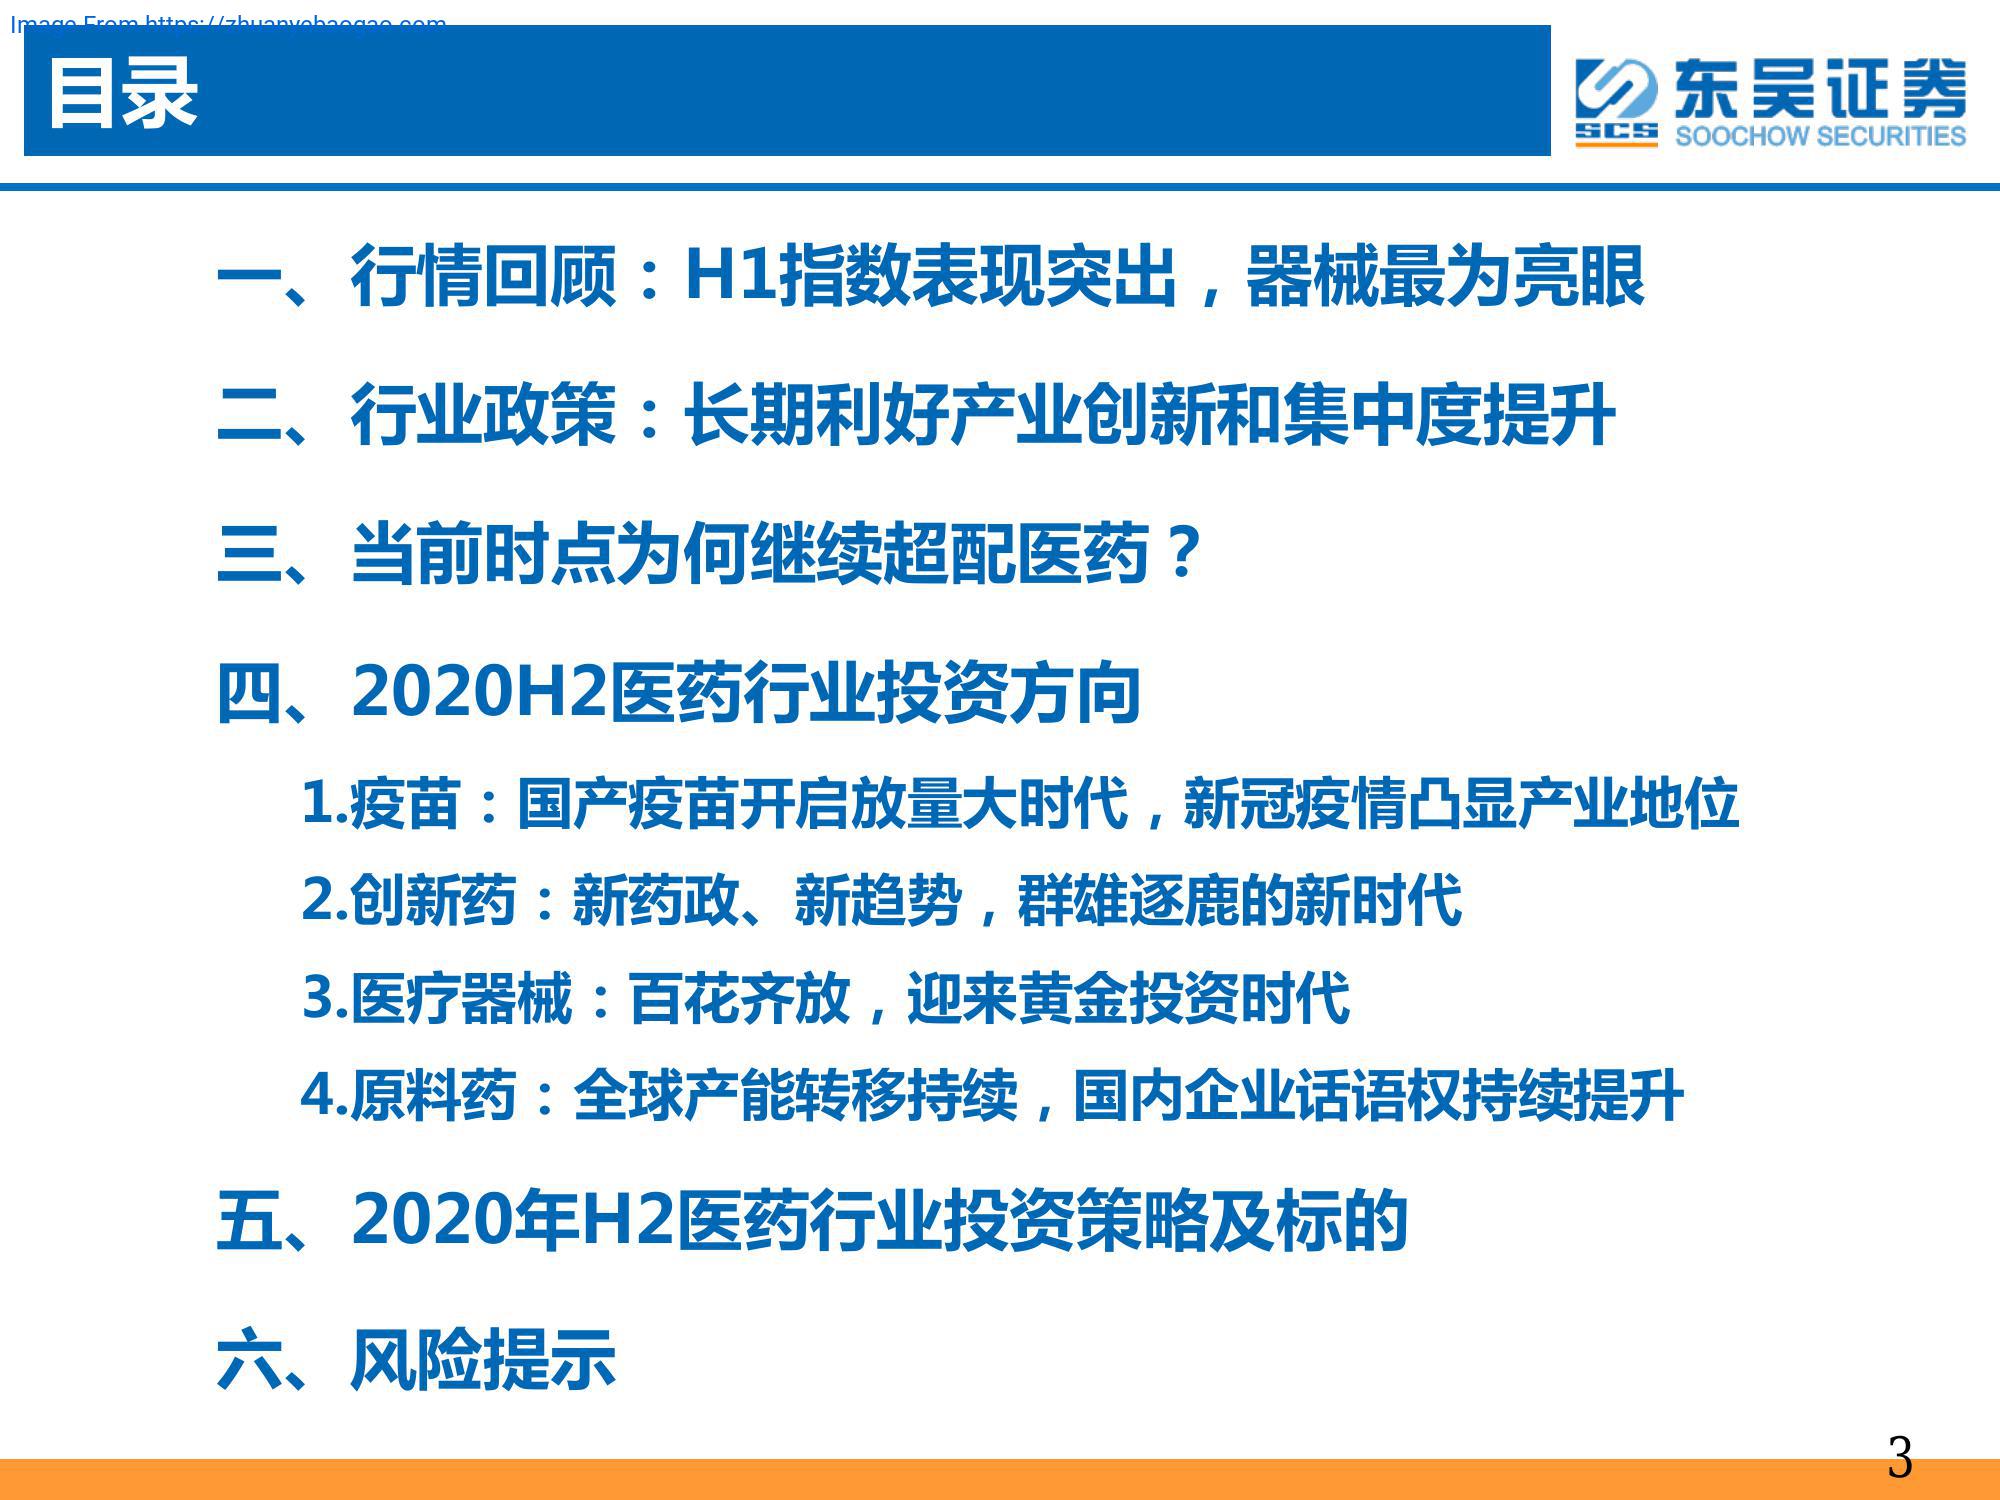 Image From https://zhuanyebaogao.com
目录
东吴证券
SCS
SOOCHOW SECURITIES
一、行情回顾：H1指数表现突出，器械最为亮眼
二、行业政策：长期利好产业创新和集中度提升
三、当前时点为何继续超配医药？
四、2020H2医药行业投资方向
1.疫苗：国产疫苗开启放量大时代，新冠疫情凸显产业地位
2.创新药：新药政、新趋势，群雄逐鹿的新时代
3.医疗器械：百花齐放，迎来黄金投资时代
4.原料药：全球产能转移持续，国内企业话语权持续提升
五、2020年H2医药行业投资策略及标的
六、风险提示
3